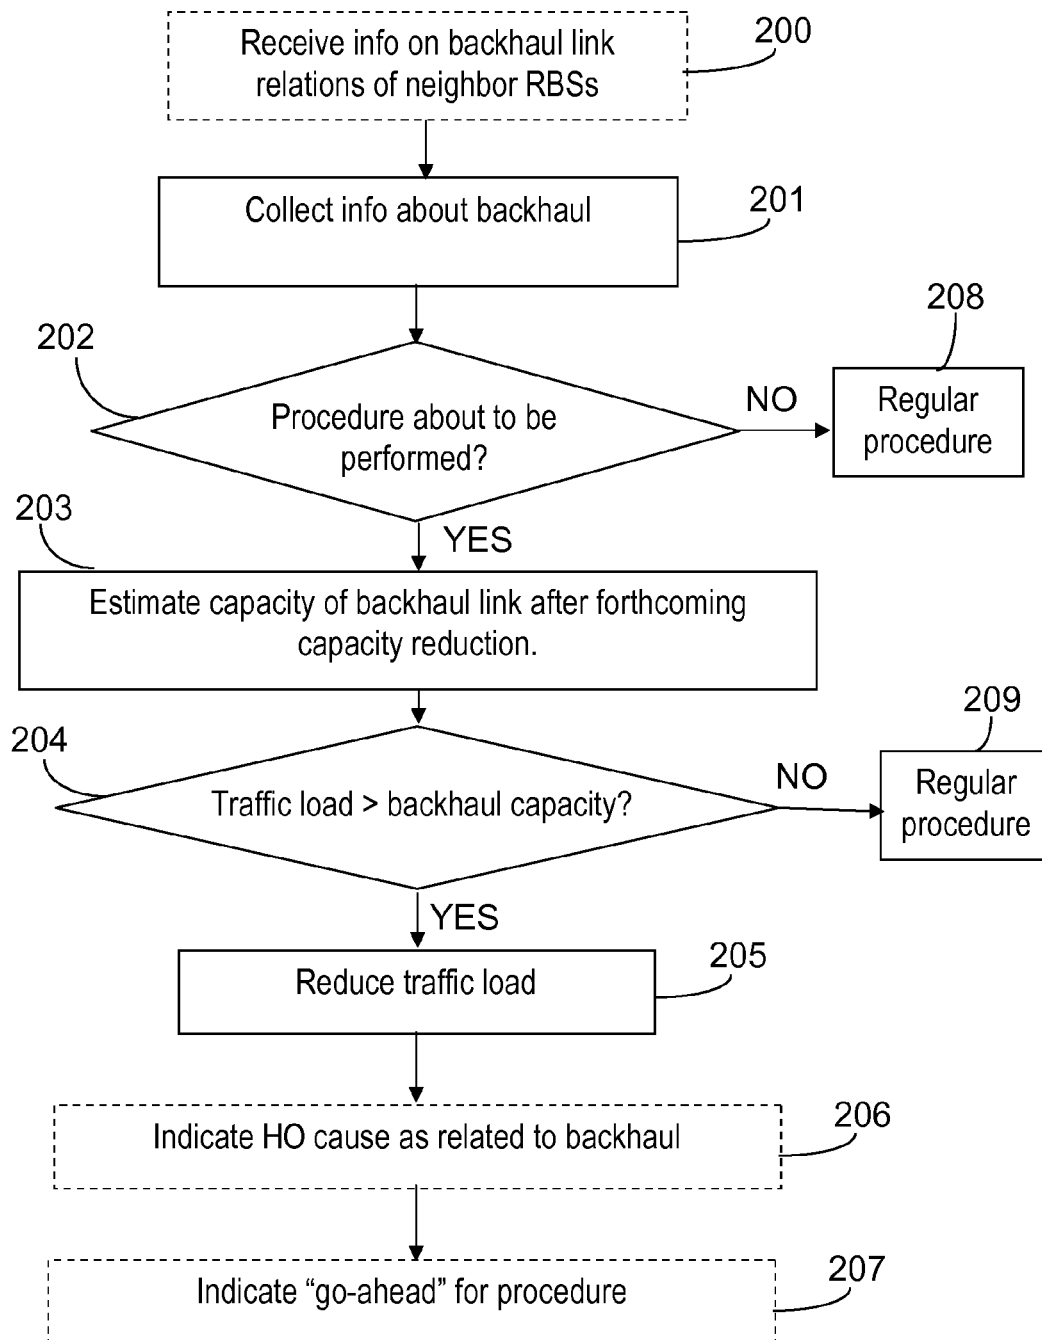 Receive info on backhaul link
relations of neighbor RBSs
200
Collect info about backhaul
201
202
Procedure about to be
performed?
NO
208
Regular
procedure
YES
203
Estimate capacity of backhaul link after forthcoming
capacity reduction.
204
Traffic load > backhaul capacity?
NO
209
Regular
procedure
YES
Reduce traffic load
205
Indicate HO cause as related to backhaul
206
Indicate “go-ahead” for procedure
207